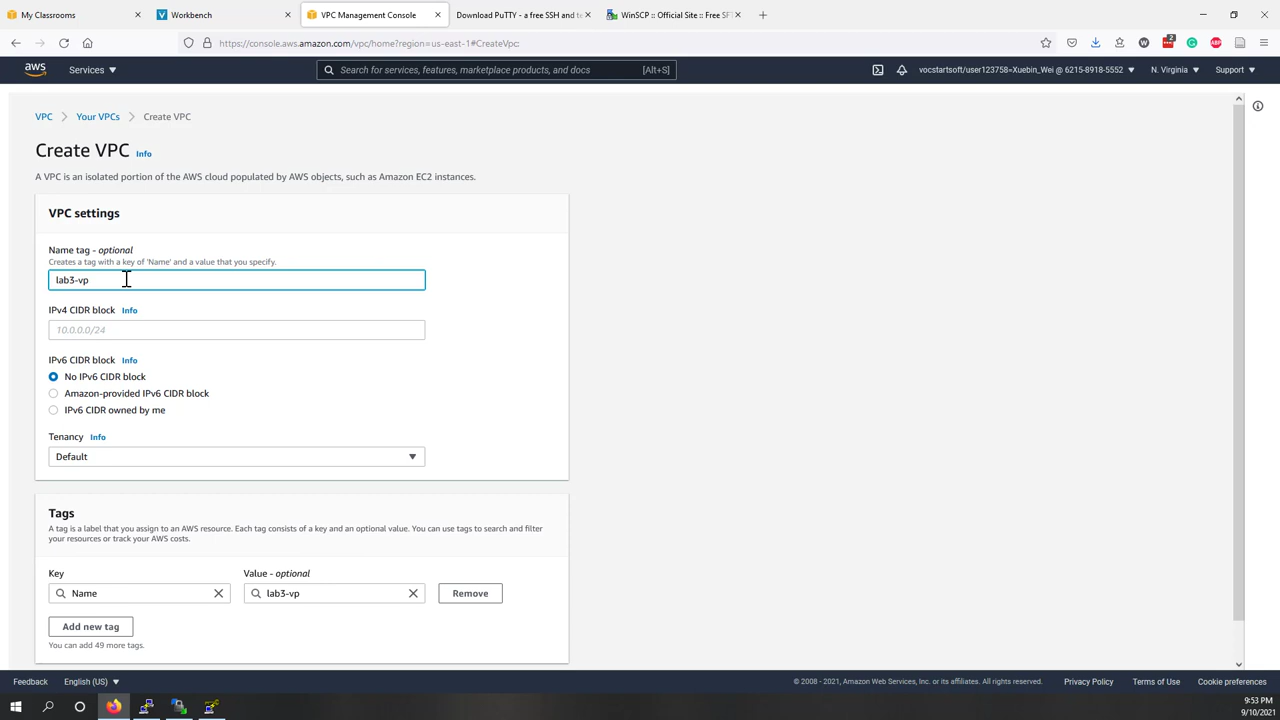 My Classrooms
Workbench
VPC Management Console
Download PuTTY - a free SSH and te
WinSCP :: Official Site :: Free SF
https://console.aws.amazon.com/vpc/home?region=us-east-1#CreateVpc:
2
W
ABP
aws
Services
Search for services, features, marketplace products, and docs
[Alt+S]
vocstartsoft/user123758=Xuebin_Wei @ 6215-8918-5552
N. Virginia
Support
VPC
Your VPCs
Create VPC
Create VPC
Info
A VPC is an isolated portion of the AWS cloud populated by AWS objects, such as Amazon EC2 instances.
VPC settings
Name tag - optional
Creates a tag with a key of 'Name' and a value that you specify.
lab3-vp
IPv4 CIDR block
Info
10.0.0.0/24
IPv6 CIDR block
Info
No IPv6 CIDR block
Amazon-provided IPv6 CIDR block
IPv6 CIDR owned by me
Tenancy
Info
Default
Tags
A tag is a label that you assign to an AWS resource. Each tag consists of a key and an optional value. You can use tags to search and filter
your resources or track your AWS costs.
Key
Value - optional
Name
lab3-vp
Remove
Add new tag
You can add 49 more tags.
Feedback
English (US)
© 2008 - 2021, Amazon Web Services, Inc. or its affiliates. All rights reserved.
Privacy Policy
Terms of Use
Cookie preferences
9:53 PM
9/10/2021